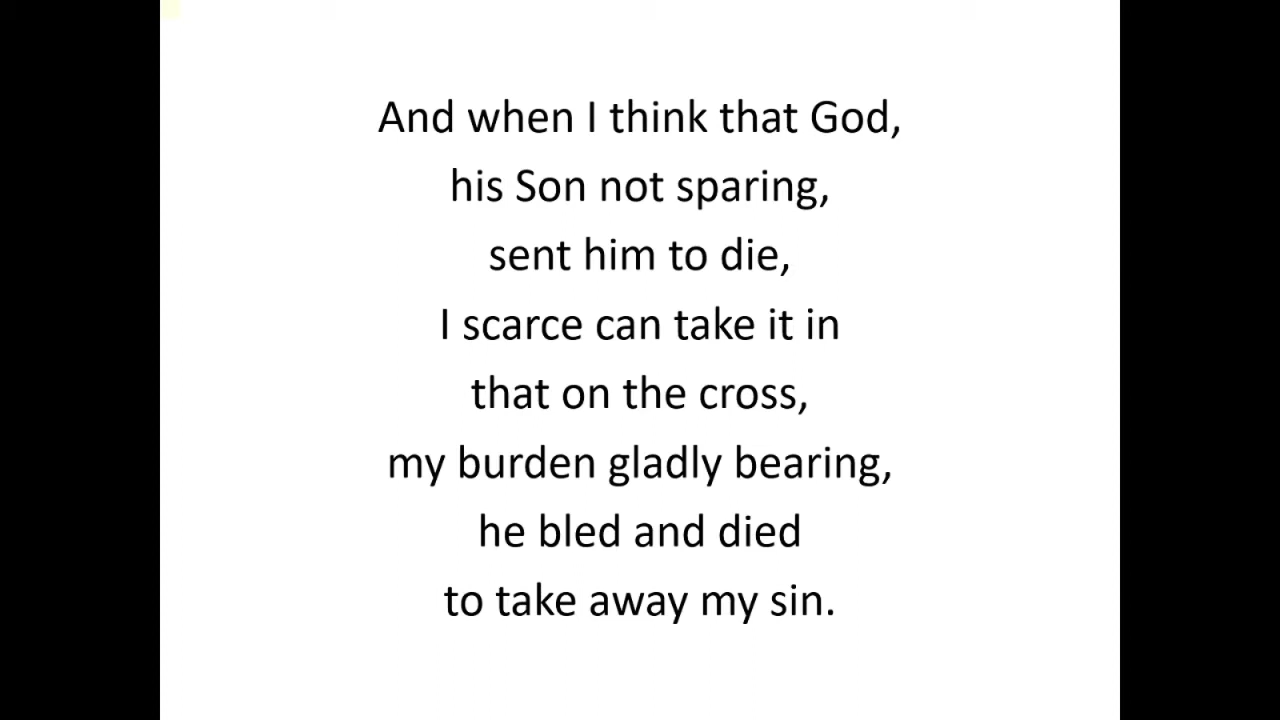 And when I think that God,
his Son not sparing,
sent him to die,
I scarce can take it in
that on the cross,
my burden gladly bearing,
he bled and died
to take away my sin.